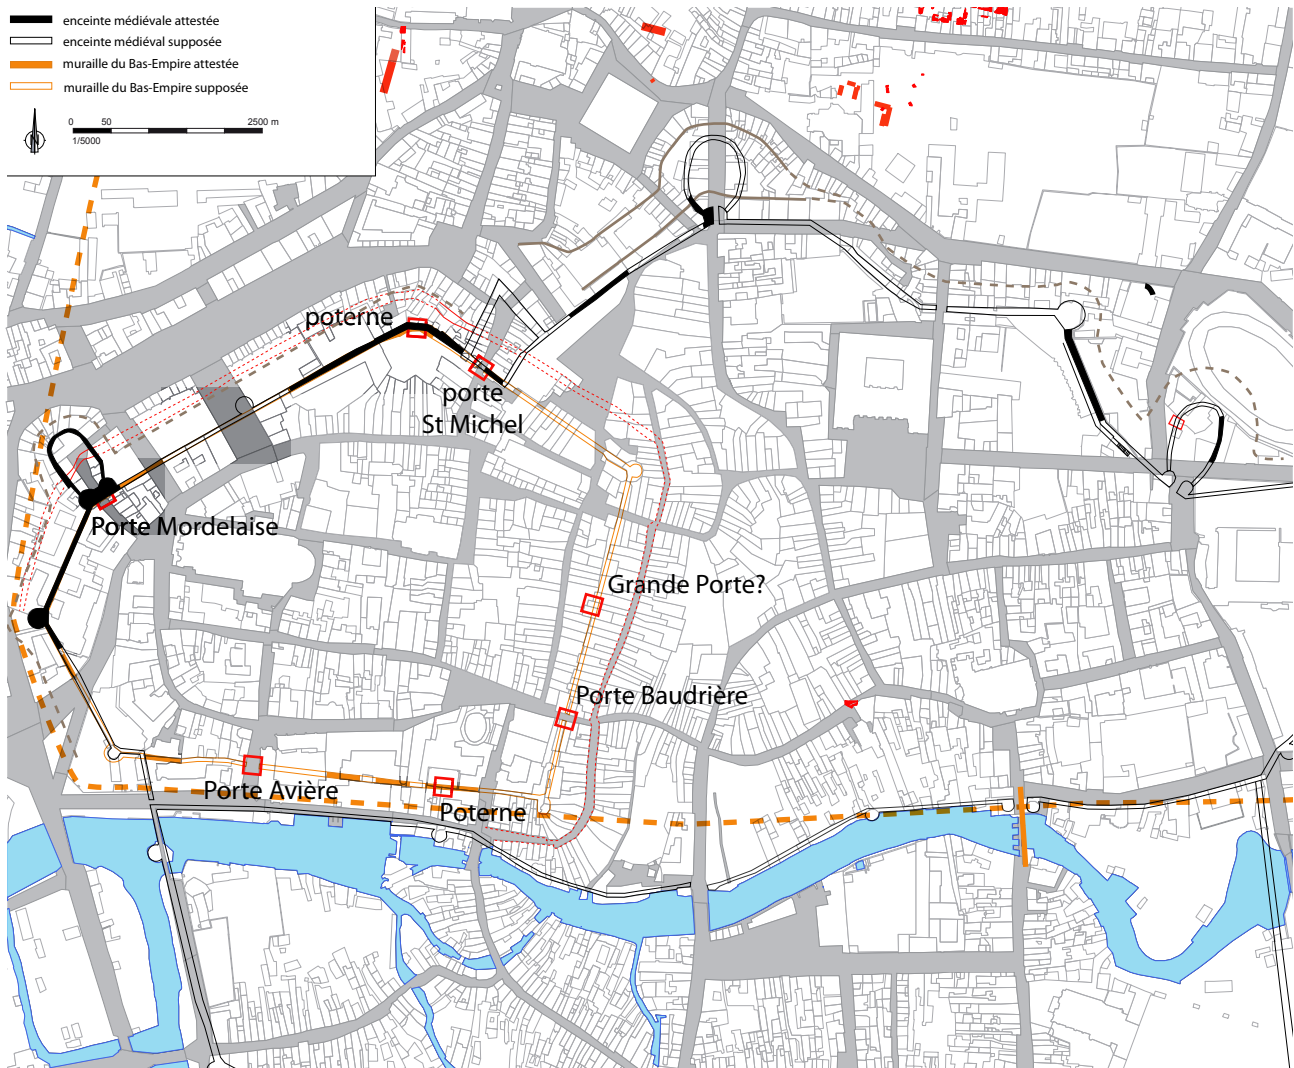 enceinte médiévale attestée
enceinte médiéval supposée
muraille du Bas-Empire attestée
muraille du Bas-Empire supposée
0 50 2500 m
1/5000
N
poterne
porte
St Michel
Porte Mordelaise
Grande Porte?
Porte Baudrière
Porte Avière
Poterne